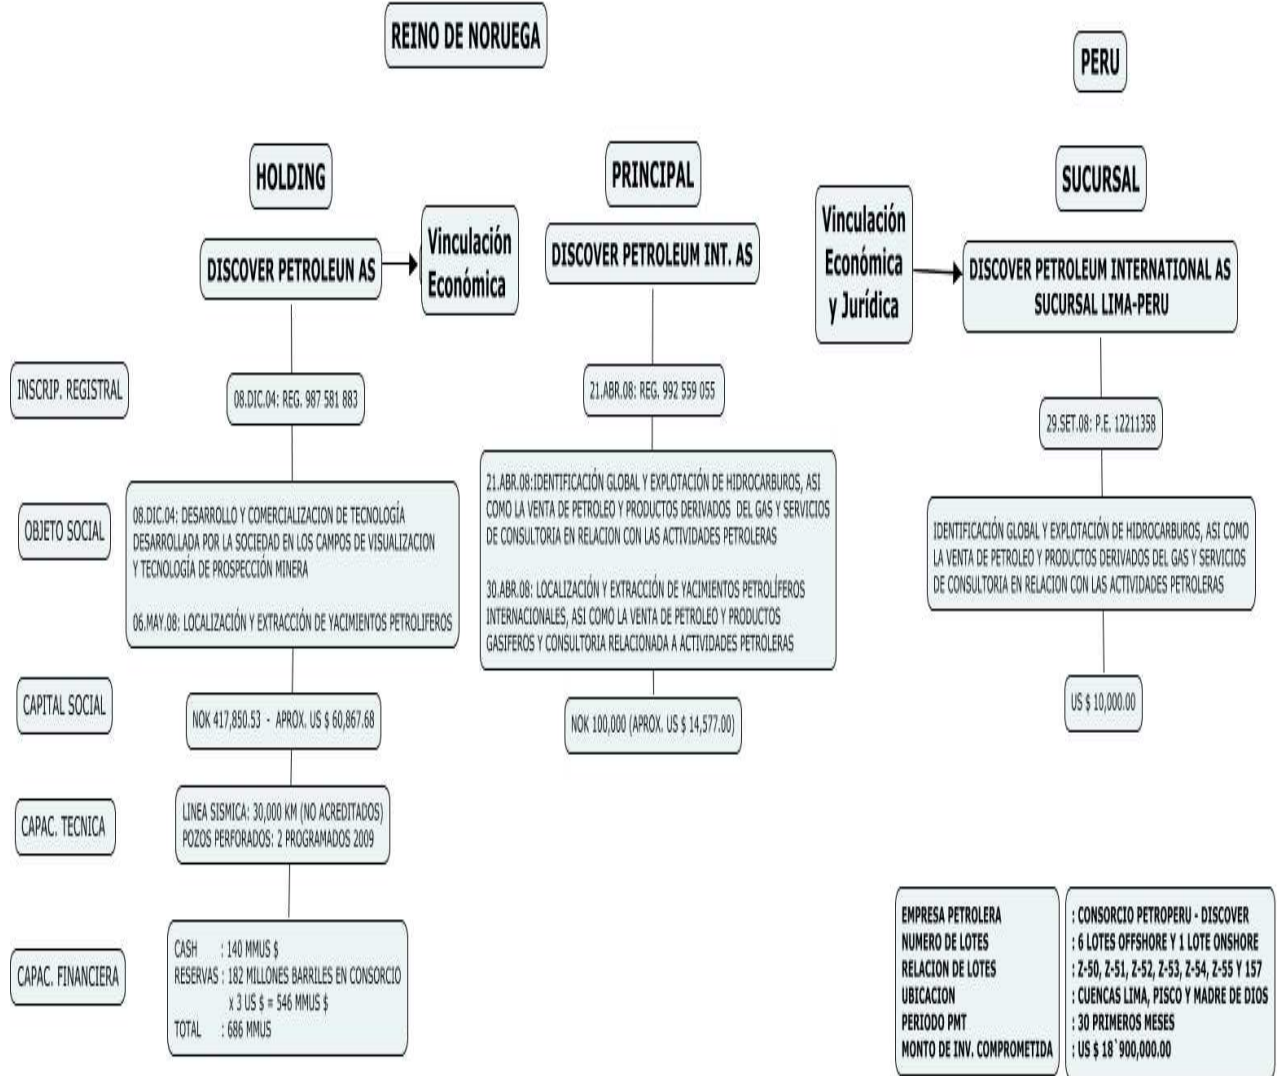 REINO DE NORUEGA
PERU
HOLDING
PRINCIPAL
SUCURSAL
DISCOVER PETROLEUN AS
Vinculación
Económica
DISCOVER PETROLEUM INT. AS
Vinculación
Económica
y Jurídica
DISCOVER PETROLEUM INTERNATIONAL AS
SUCURSAL LIMA-PERU
INSCRIP. REGISTRAL
08.DIC.04: REG. 987 581 883
21.ABR.08: REG. 992 559 055
29.SET.08: P.E. 12211358
OBJETO SOCIAL
08.DIC.04: DESARROLLO Y COMERCIALIZACION DE TECNOLOGÍA
DESARROLLADA POR LA SOCIEDAD EN LOS CAMPOS DE VISUALIZACION
Y TECNOLOGÍA DE PROSPECCIÓN MINERA
06.MAY.08: LOCALIZACIÓN Y EXTRACCIÓN DE YACIMIENTOS PETROLIFEROS
21.ABR.08:IDENTIFICACIÓN GLOBAL Y EXPLOTACIÓN DE HIDROCARBUROS, ASI
COMO LA VENTA DE PETROLEO Y PRODUCTOS DERIVADOS DEL GAS Y SERVICIOS
DE CONSULTORIA EN RELACION CON LAS ACTIVIDADES PETROLERAS
30.ABR.08: LOCALIZACIÓN Y EXTRACCIÓN DE YACIMIENTOS PETROLÍFEROS
INTERNACIONALES, ASI COMO LA VENTA DE PETROLEO Y PRODUCTOS
GASIFEROS Y CONSULTORIA RELACIONADA A ACTIVIDADES PETROLERAS
IDENTIFICACIÓN GLOBAL Y EXPLOTACIÓN DE HIDROCARBUROS, ASI COMO
LA VENTA DE PETROLEO Y PRODUCTOS DERIVADOS DEL GAS Y SERVICIOS
DE CONSULTORIA EN RELACION CON LAS ACTIVIDADES PETROLERAS
CAPITAL SOCIAL
NOK 417,850.53 - APROX. US $ 60,867.68
NOK 100,000 (APROX. US $ 14,577.00)
US $ 10,000.00
CAPAC. TECNICA
LINEA SISMICA: 30,000 KM (NO ACREDITADOS)
POZOS PERFORADOS: 2 PROGRAMADOS 2009
CAPAC. FINANCIERA
CASH : 140 MMUS $
RESERVAS : 182 MILLONES BARRILES EN CONSORCIO
x 3 US $ = 546 MMUS $
TOTAL : 686 MMUS
EMPRESA PETROLERA : CONSORCIO PETROPERU - DISCOVER
NUMERO DE LOTES : 6 LOTES OFFSHORE Y 1 LOTE ONSHORE
RELACION DE LOTES : Z-50, Z-51, Z-52, Z-53, Z-54, Z-55 Y 157
UBICACION : CUENCAS LIMA, PISCO Y MADRE DE DIOS
PERIODO PMT : 30 PRIMEROS MESES
MONTO DE INV. COMPROMETIDA : US $ 18`900,000.00